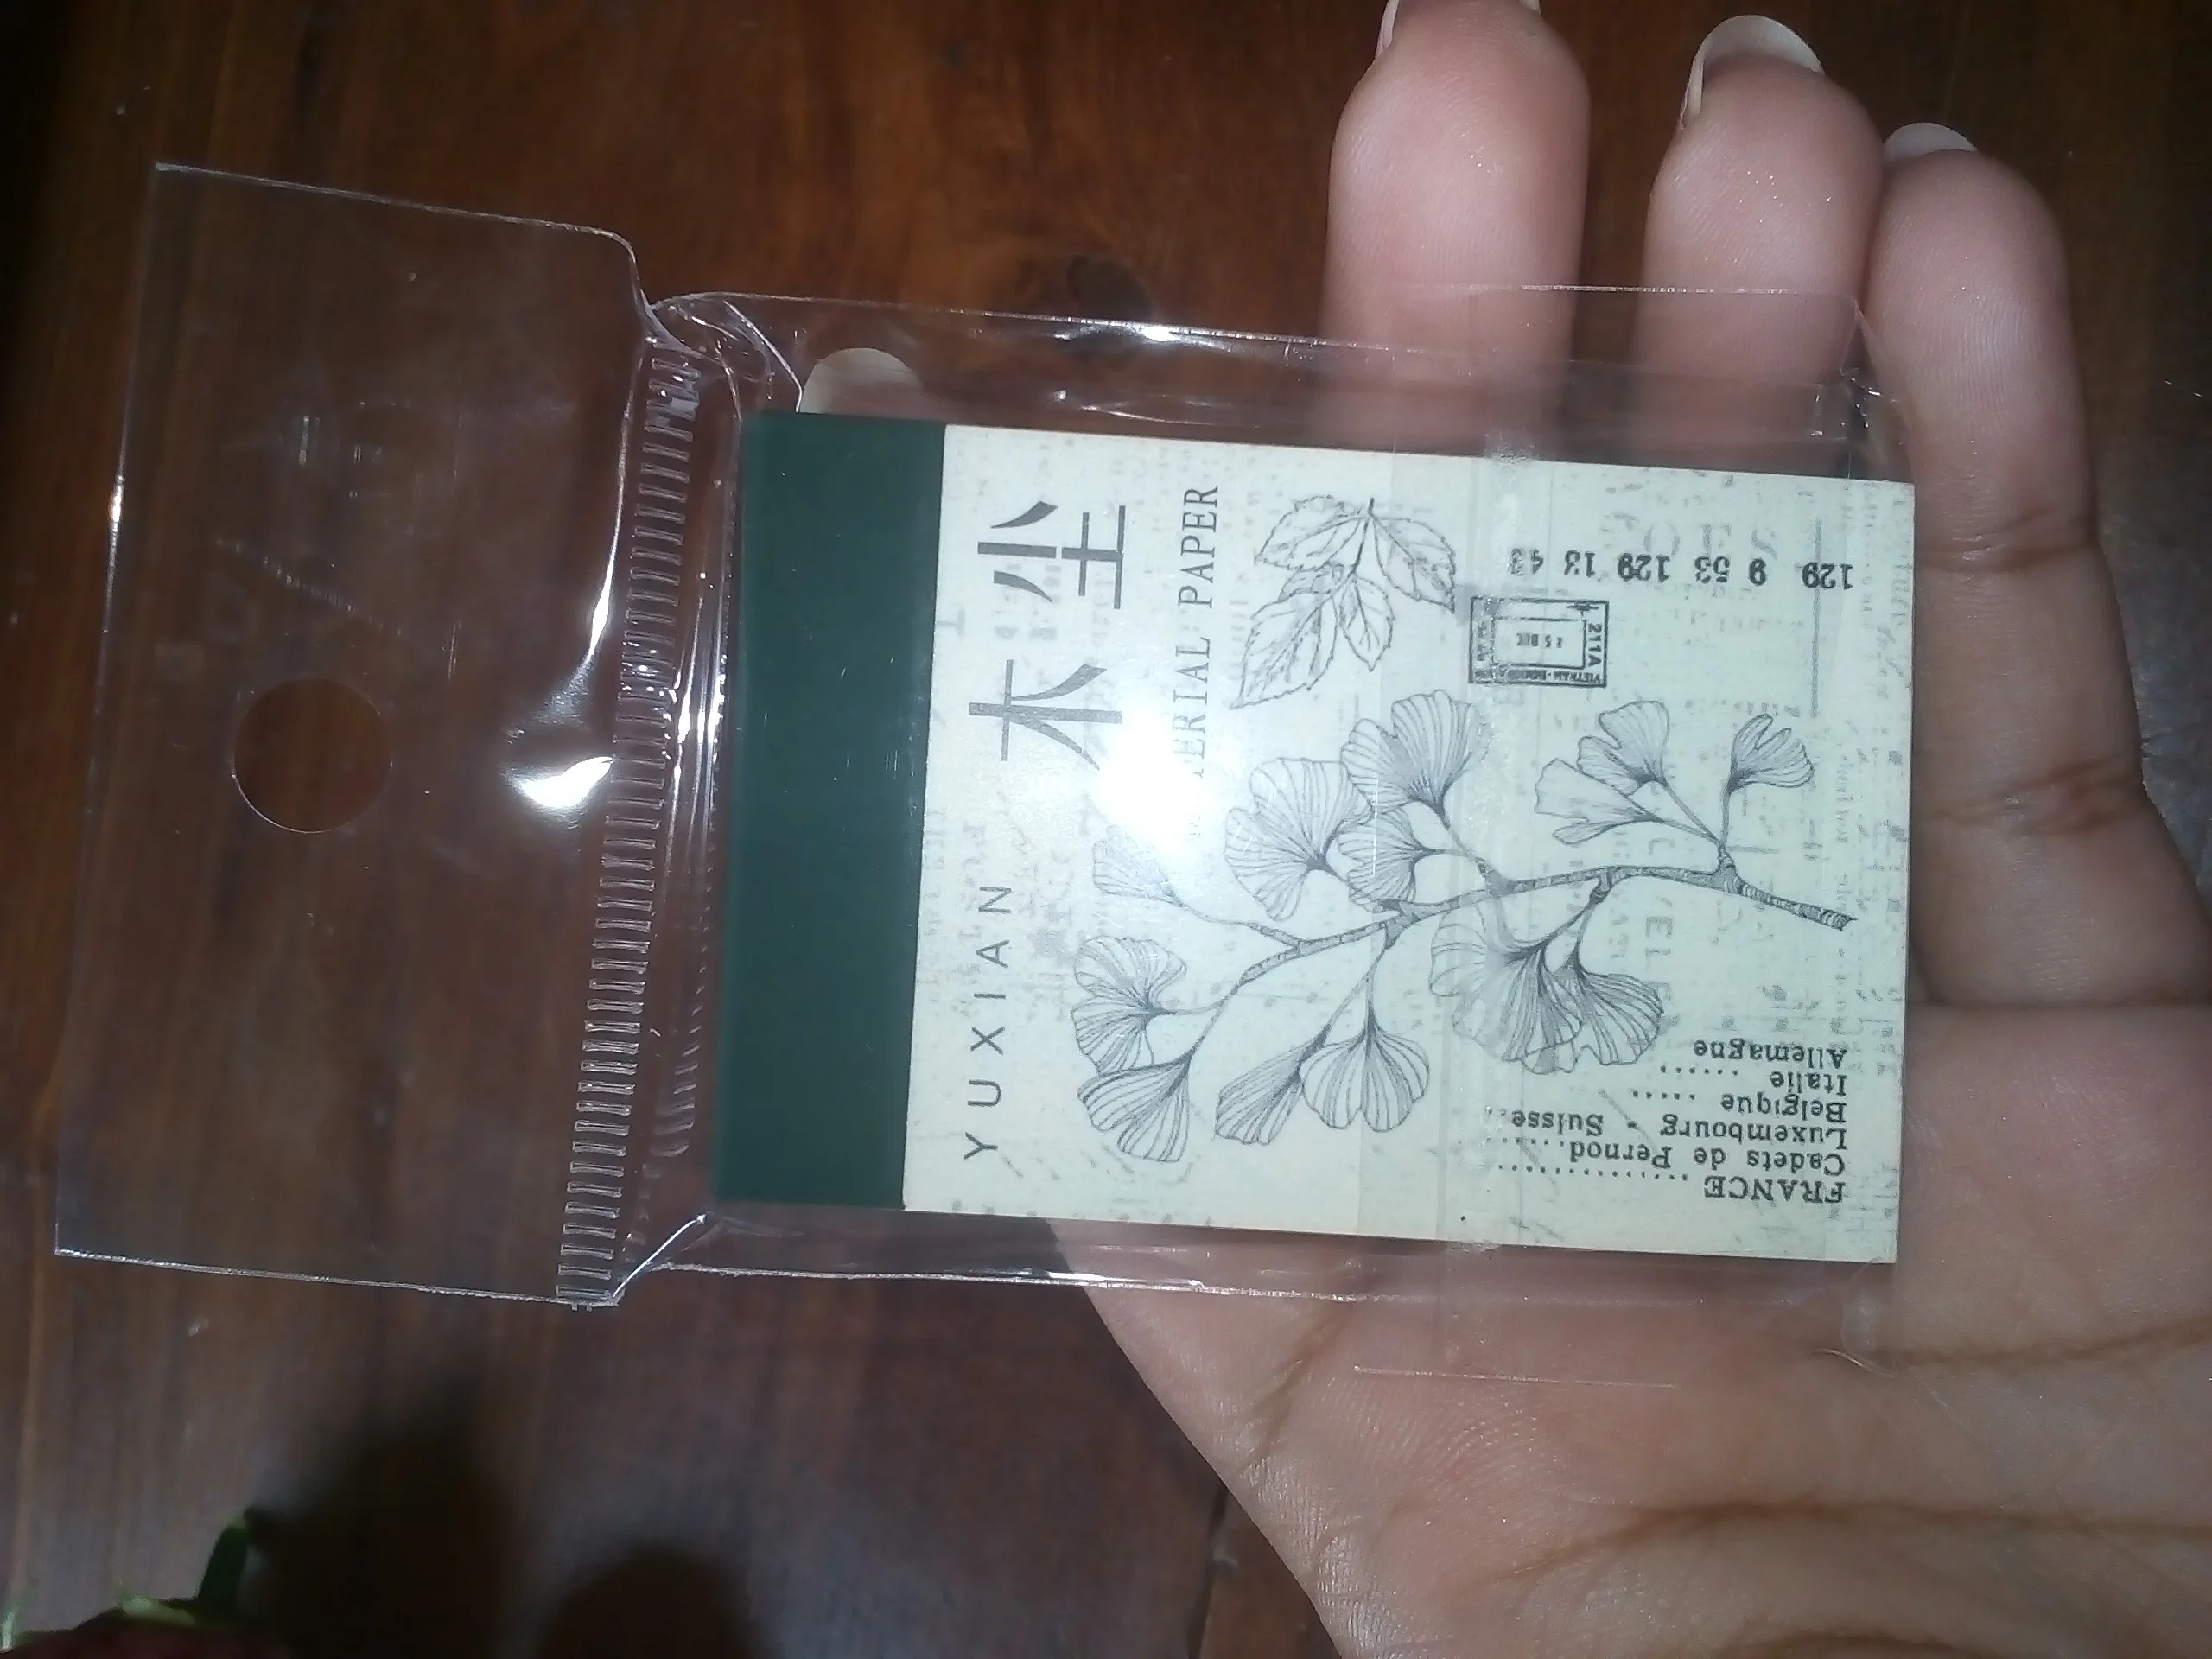 YUXIAN 木尘
MATERIAL PAPER
211A
129 9 53 129 13 43
FRANCE ..............
Cadets de Pernod.......
Luxembourg - Suisse..
Belgique .....
Italie ......
Allemagne